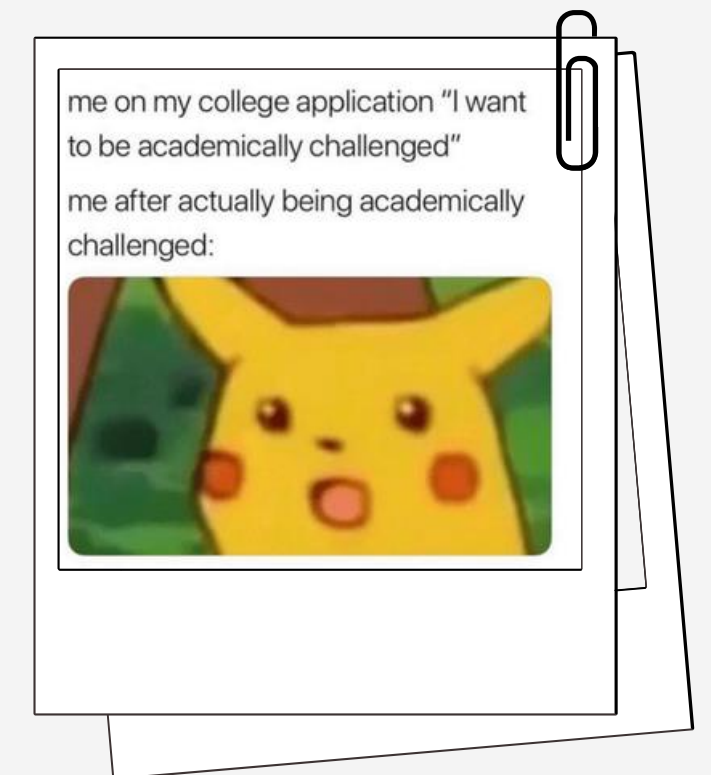 me on my college application "I want
to be academically challenged"
me after actually being academically
challenged: